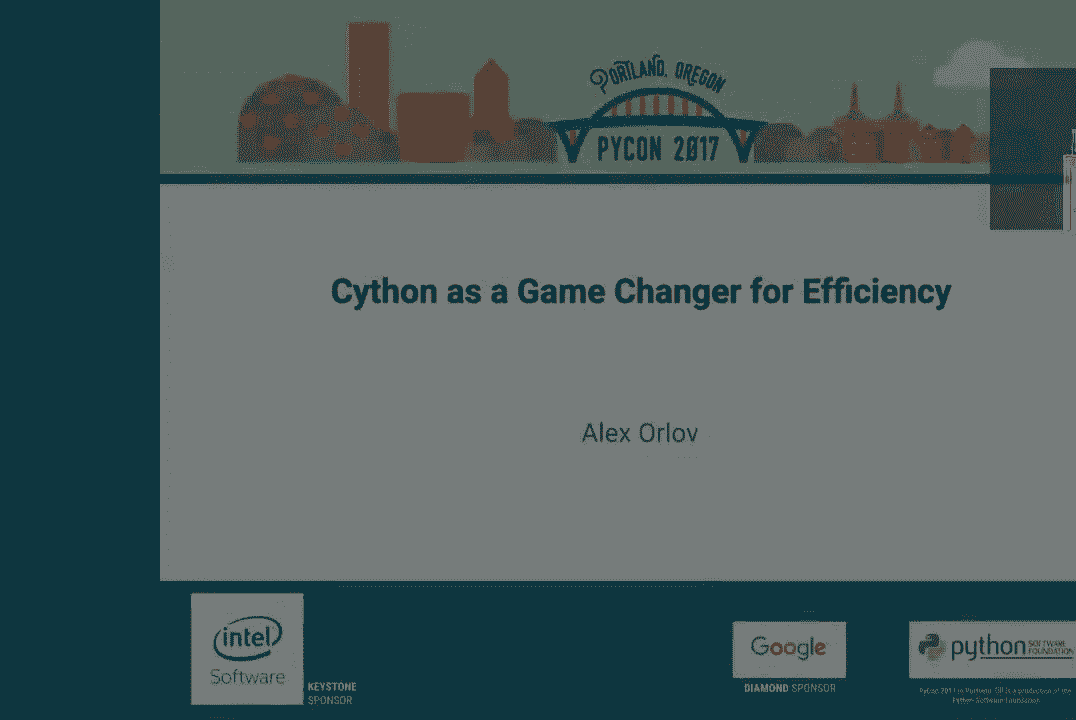 PORTLAND, OREGON
PYCON 2017
Cython as a Game Changer for Efficiency
Alex Orlov
intel
Software
KEYSTONE
SPONSOR
Google
DIAMOND SPONSOR
python
SOFTWARE
FOUNDATION
PyCon 2017 in Portland, OR is a production of the
Python Software Foundation